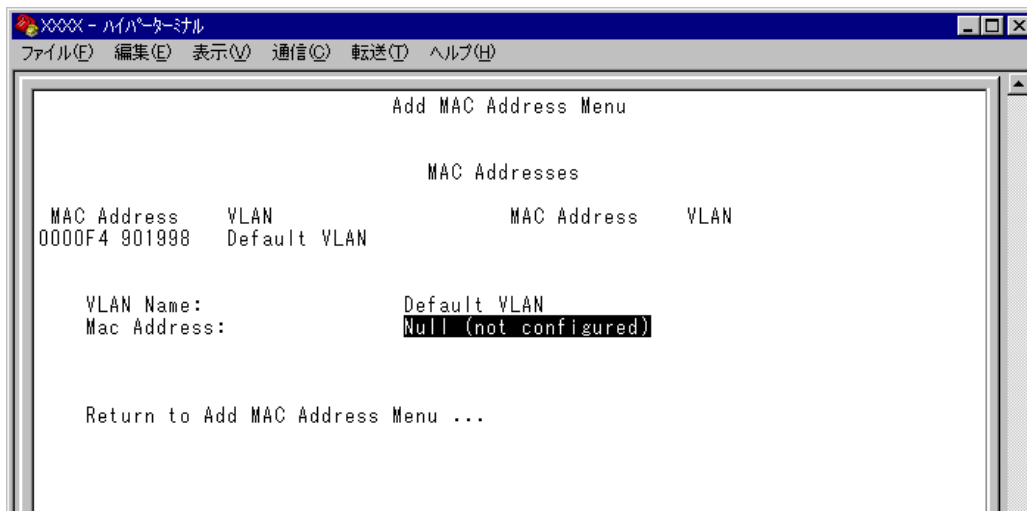 XXXX - ハイパーターミナル
ファイル(F) 編集(E) 表示(V) 通信(C) 転送(T) ヘルプ(H)
Add MAC Address Menu
MAC Addresses
MAC Address VLAN MAC Address VLAN
0000F4 901998 Default VLAN
VLAN Name: Default VLAN
Mac Address: Null (not configured)
Return to Add MAC Address Menu ...